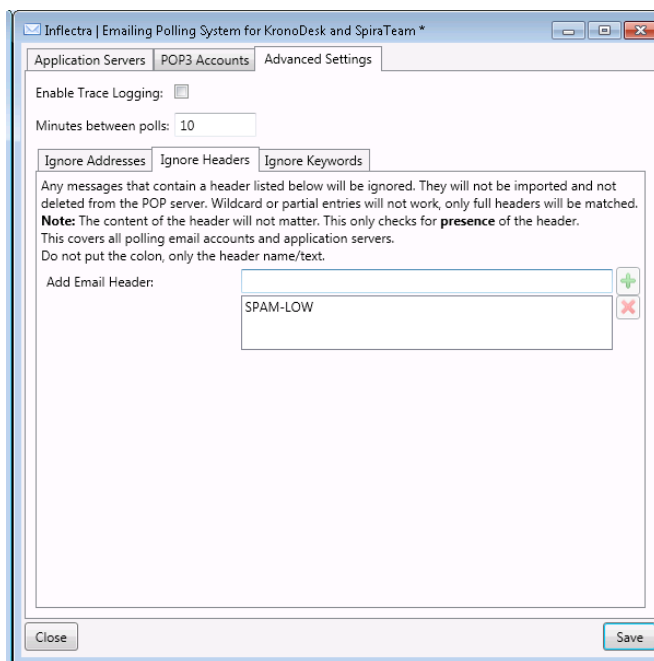 Inflectra | Emailing Polling System for KronoDesk and SpiraTeam *
Application Servers POP3 Accounts Advanced Settings
Enable Trace Logging:
Minutes between polls: 10
Ignore Addresses Ignore Headers Ignore Keywords
Any messages that contain a header listed below will be ignored. They will not be imported and not
deleted from the POP server. Wildcard or partial entries will not work, only full headers will be matched.
Note: The content of the header will not matter. This only checks for presence of the header.
This covers all polling email accounts and application servers.
Do not put the colon, only the header name/text.
Add Email Header:
SPAM-LOW
Close Save